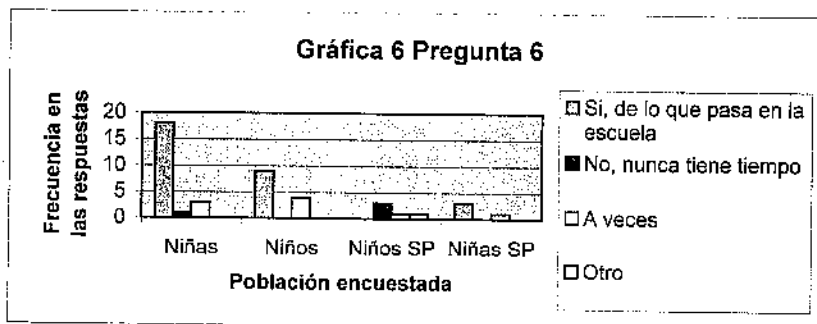 Gráfica 6 Pregunta 6
Frecuencia en
las respuestas
20
15
10
5
0
Niñas Niños Niños SP Niñas SP
Población encuestada
Si, de lo que pasa en la
escuela
No, nunca tiene tiempo
A veces
Otro